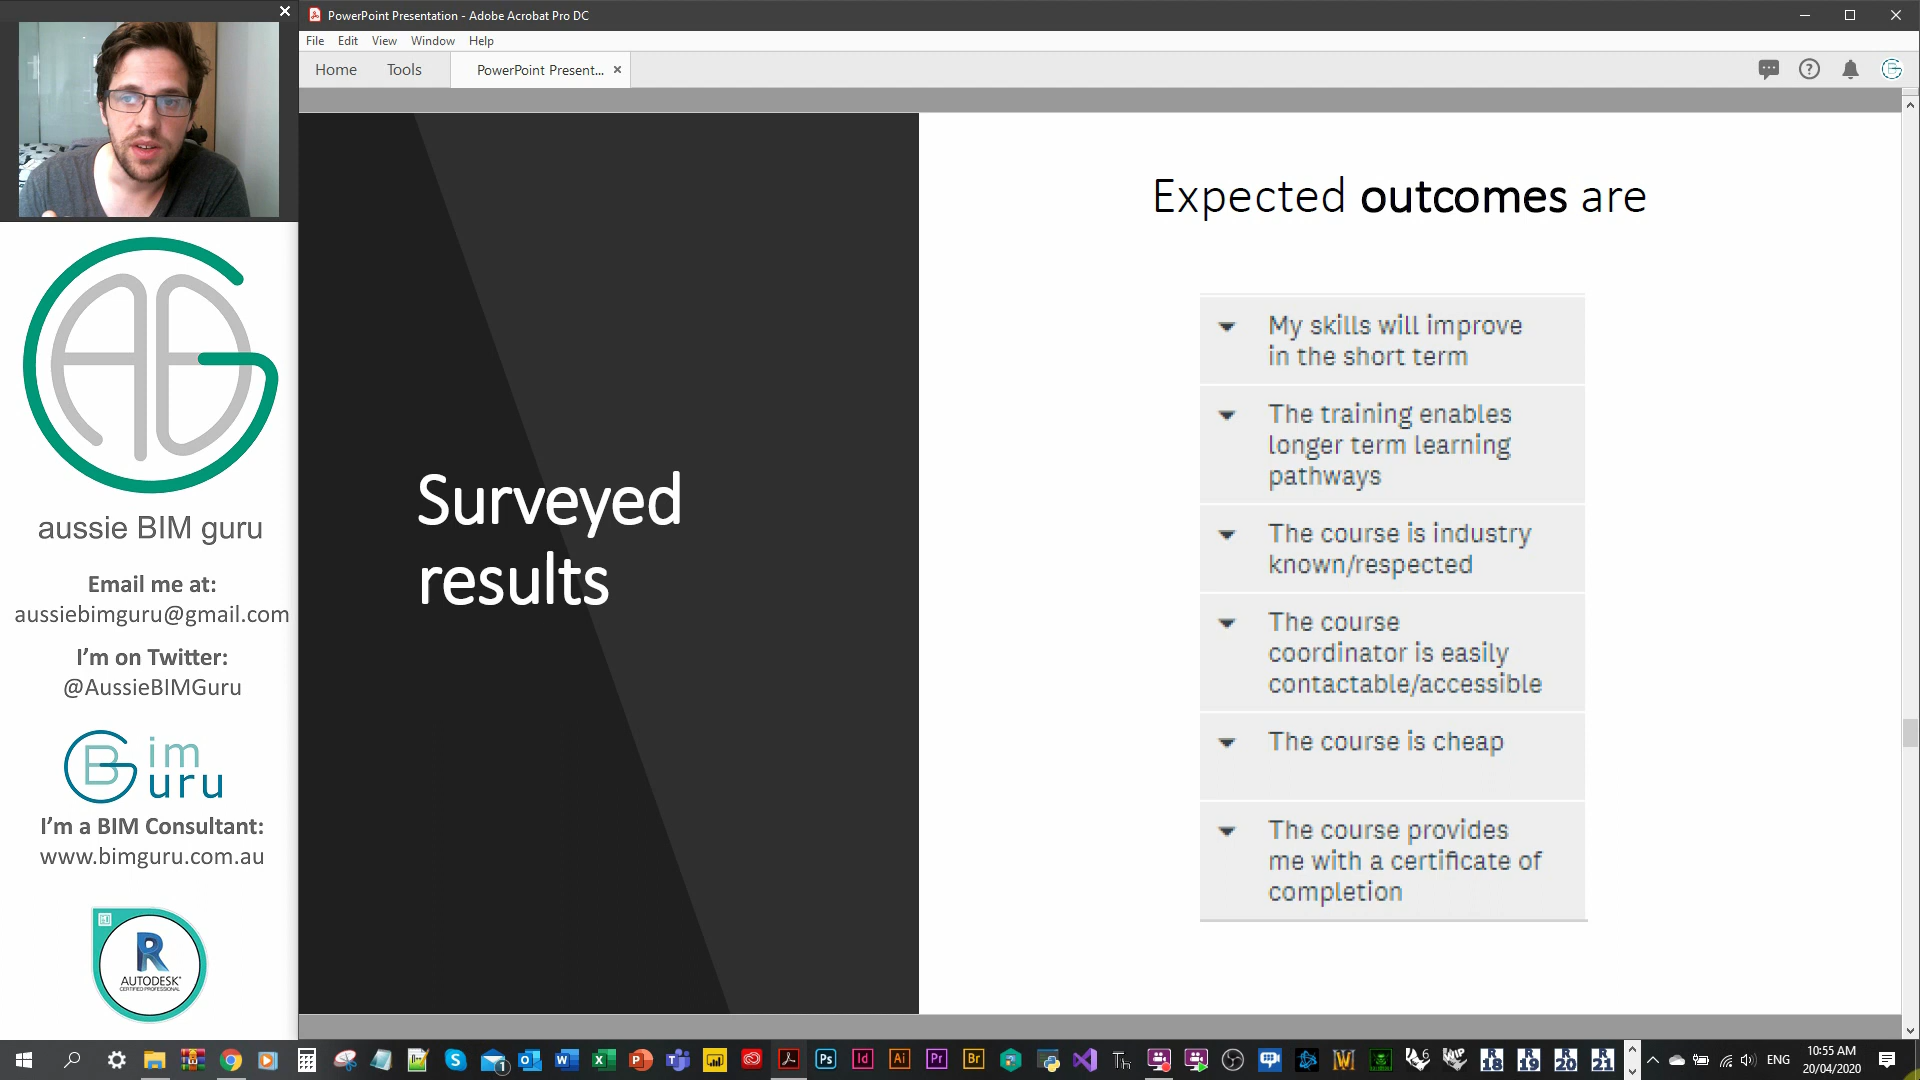 PowerPoint Presentation - Adobe Acrobat Pro DC
File Edit View Window Help
Home Tools PowerPoint Present...
aussie BIM guru
Email me at:
aussiebimguru@gmail.com
I'm on Twitter:
@AussieBIMGuru
Bim
Guru
I'm a BIM Consultant:
www.bimguru.com.au
R
AUTODESK
CERTIFIED PROFESSIONAL
Surveyed
results
Expected outcomes are
My skills will improve
in the short term
The training enables
longer term learning
pathways
The course is industry
known/respected
The course
coordinator is easily
contactable/accessible
The course is cheap
The course provides
me with a certificate of
completion
ENG
10:55 AM
20/04/2020